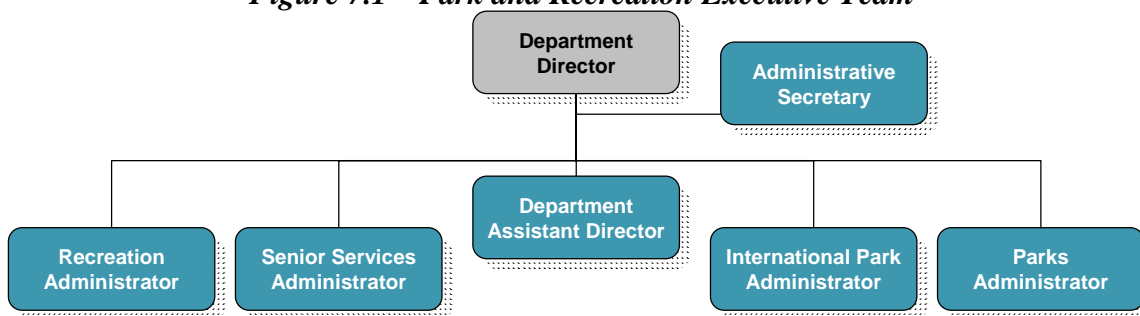 Figure 7.1 – Park and Recreation Executive Team
Department
Director
Administrative
Secretary
Department
Assistant Director
Recreation
Administrator
Senior Services
Administrator
International Park
Administrator
Parks
Administrator